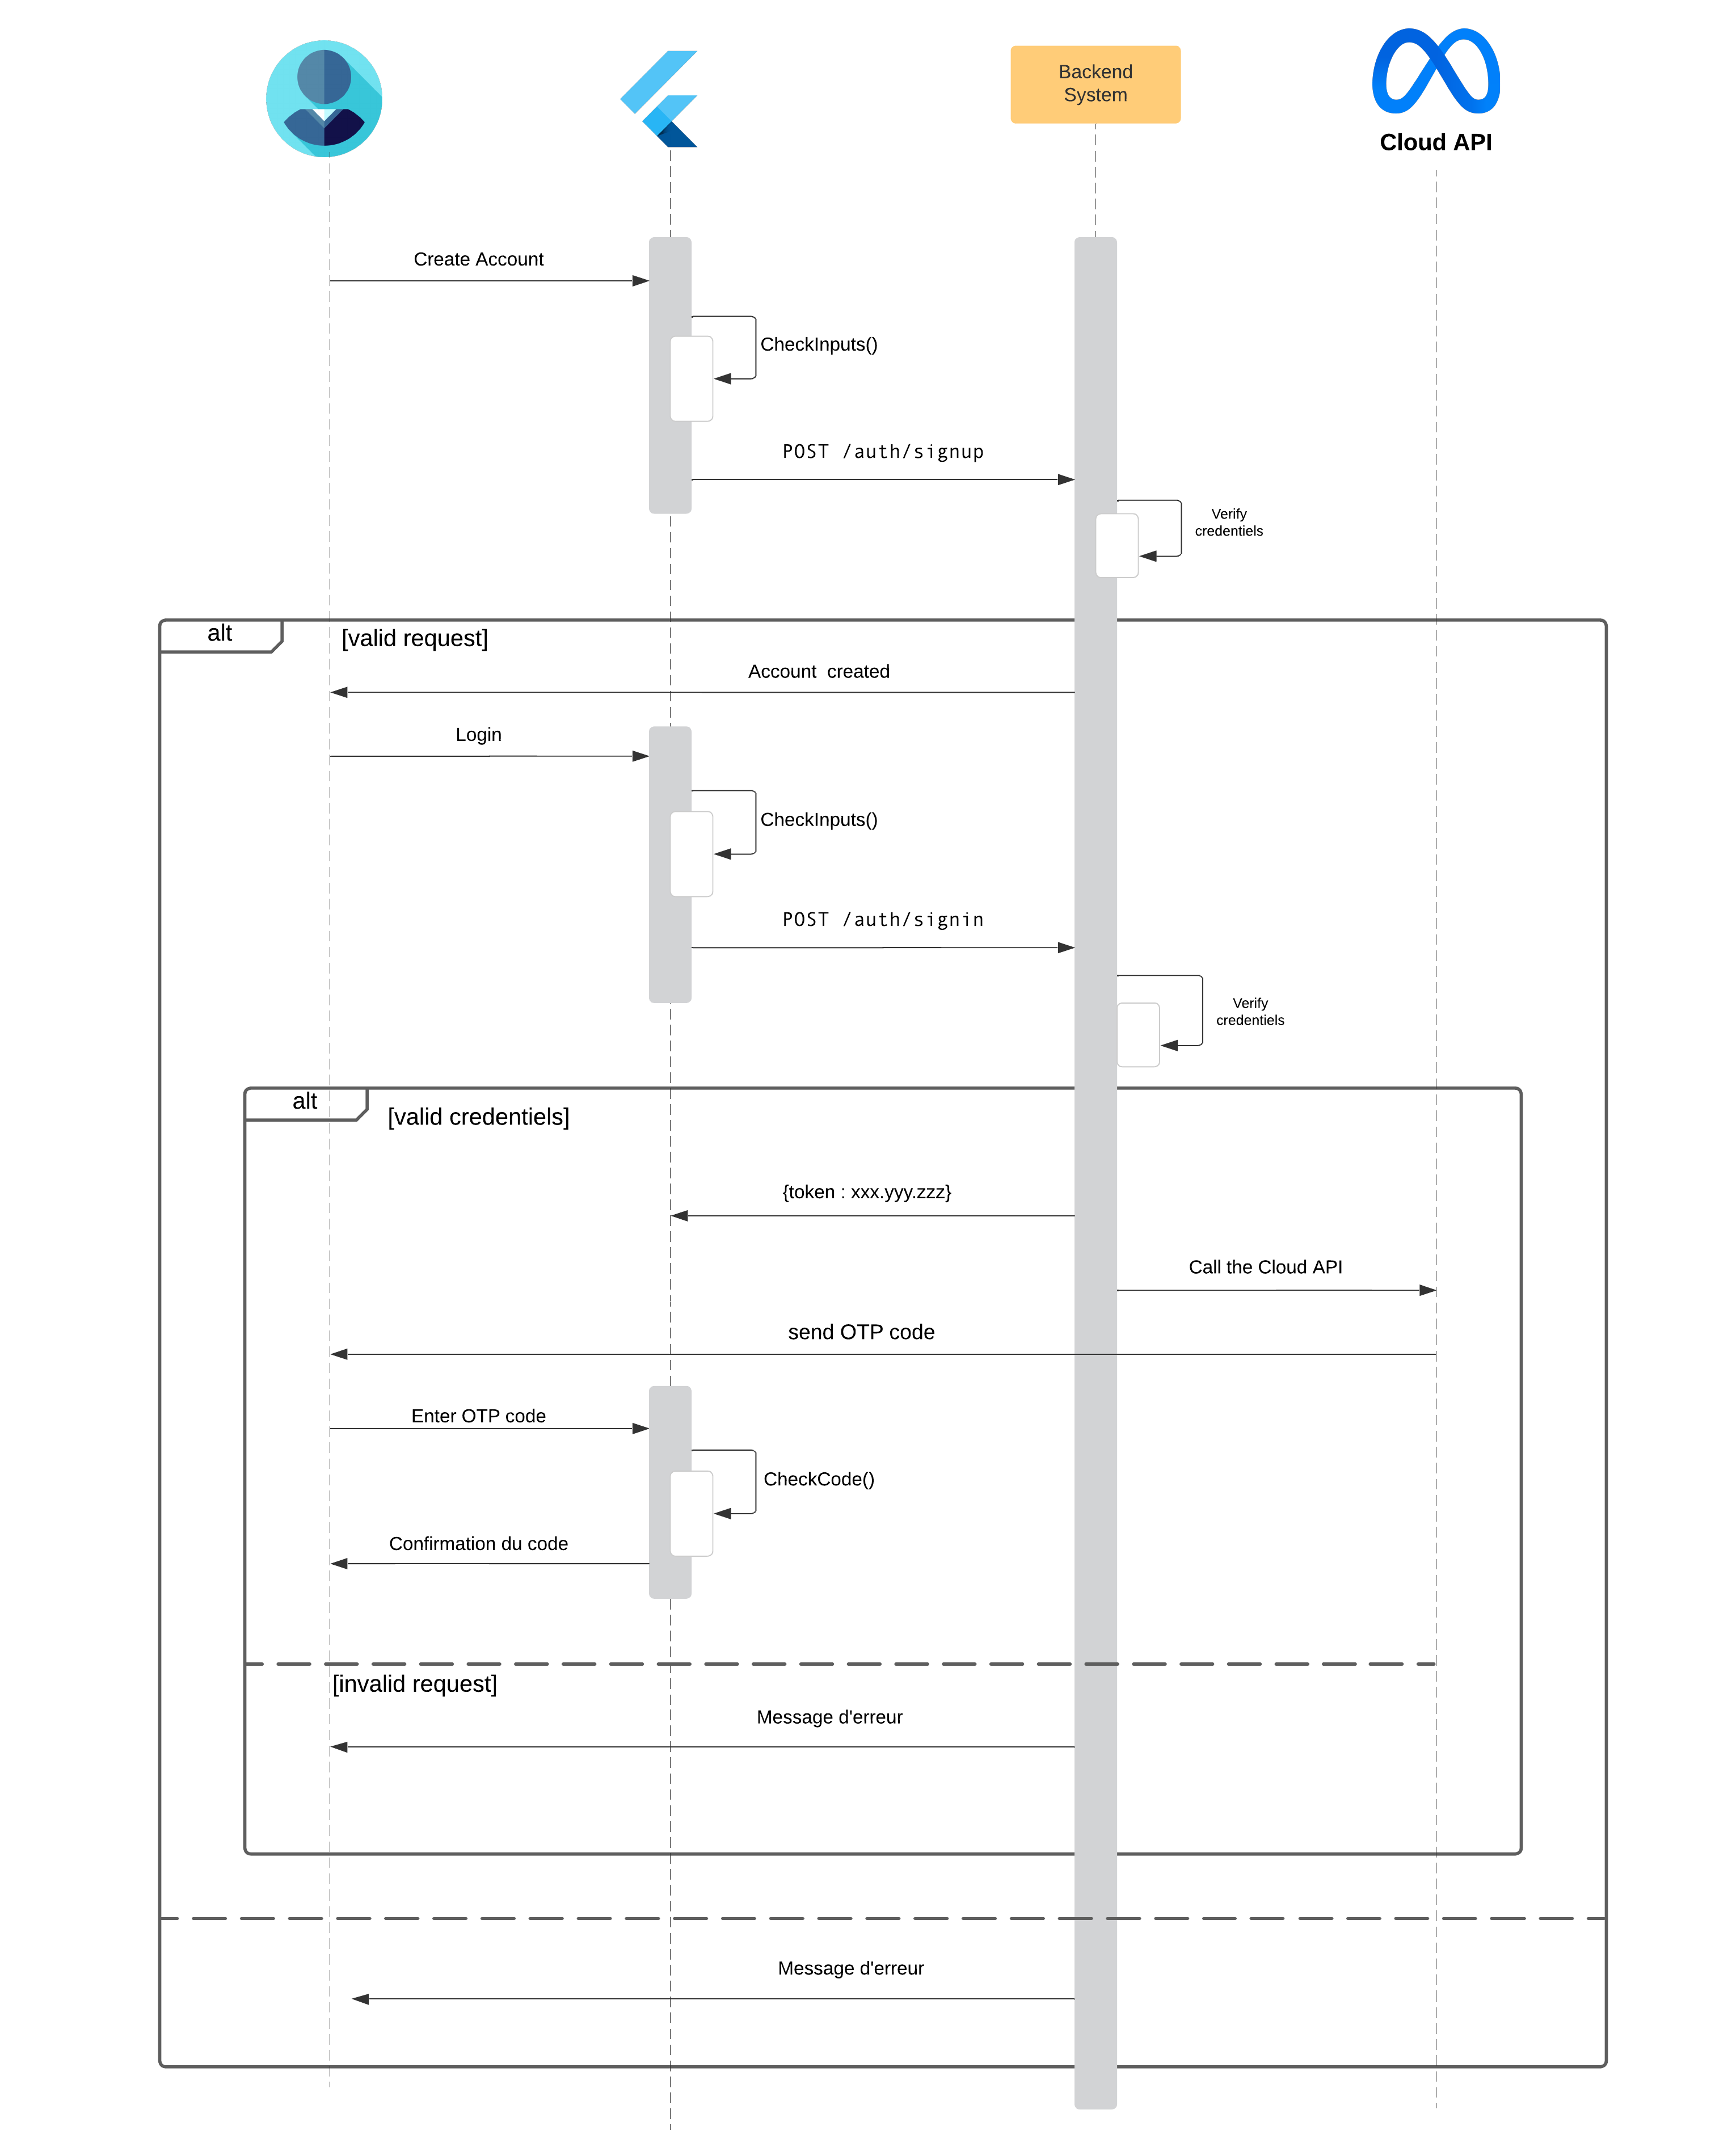 Backend
System
Cloud API
Create Account
CheckInputs()
POST /auth/signup
Verify
credentiels
alt
[valid request]
Account  created
Login
CheckInputs()
POST /auth/signin
Verify
credentiels
alt
[valid credentiels]
{token : xxx.yyy.zzz}
Call the Cloud API
send OTP code
Enter OTP code
CheckCode()
Confirmation du code
[invalid request]
Message d'erreur
Message d'erreur